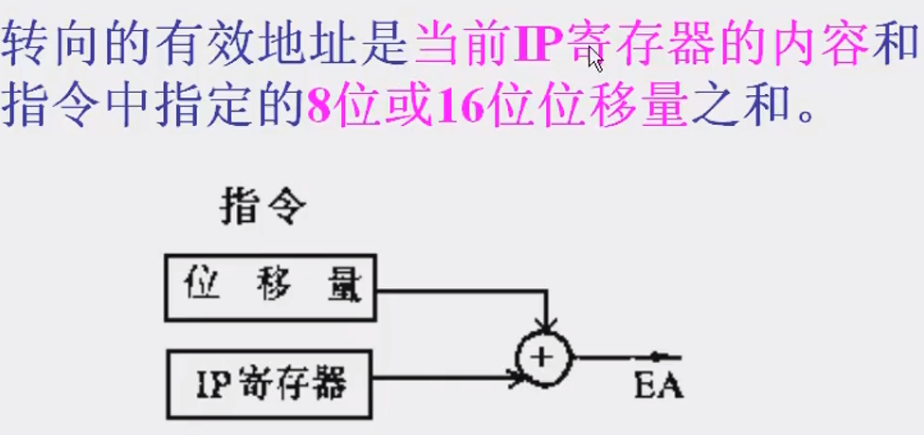 转向的有效地址是当前IP寄存器的内容和
指令中指定的8位或16位位移量之和。
指令
位移量
IP寄存器
+
EA